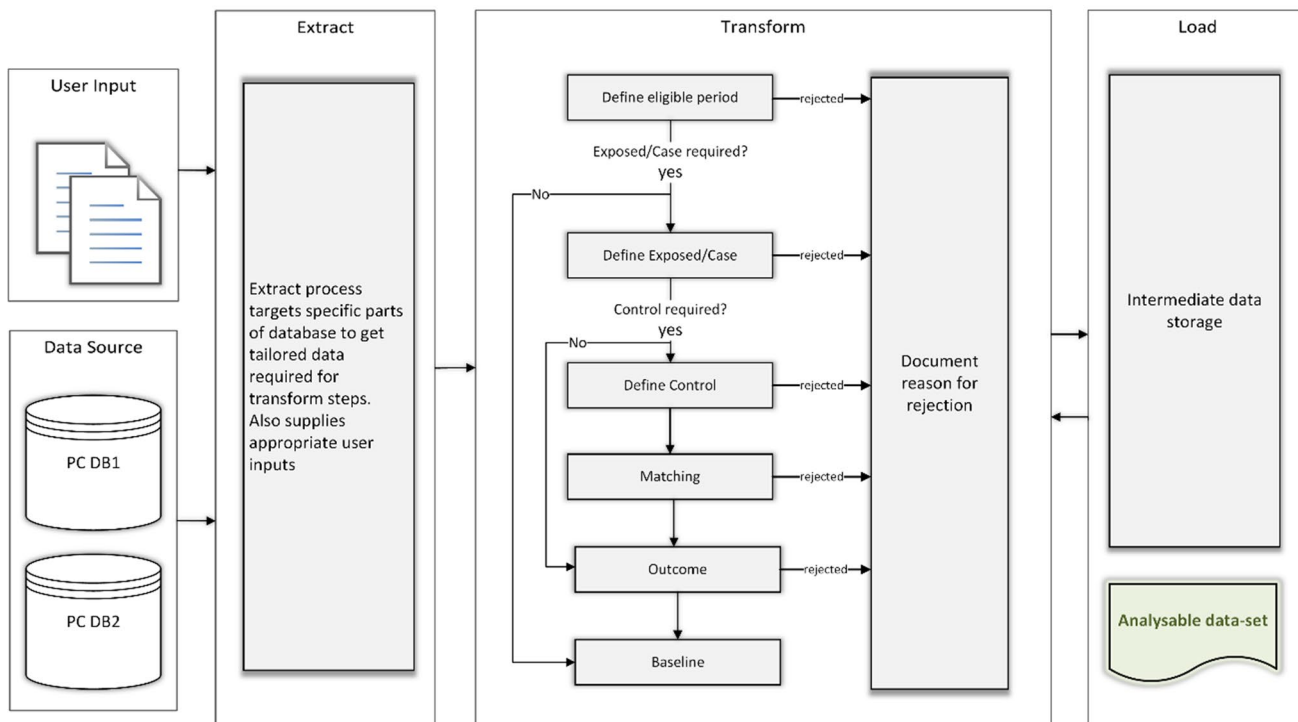 User Input
Data Source
PC DB1
PC DB2
Extract
Extract process
targets specific parts
of database to get
tailored data
required for
transform steps.
Also supplies
appropriate user
inputs
Transform
Define eligible period
rejected
Exposed/Case required?
yes
No
Define Exposed/Case
rejected
Control required?
yes
No
Define Control
rejected
Matching
rejected
Outcome
rejected
Baseline
Document
reason for
rejection
Load
Intermediate data
storage
Analysable data-set